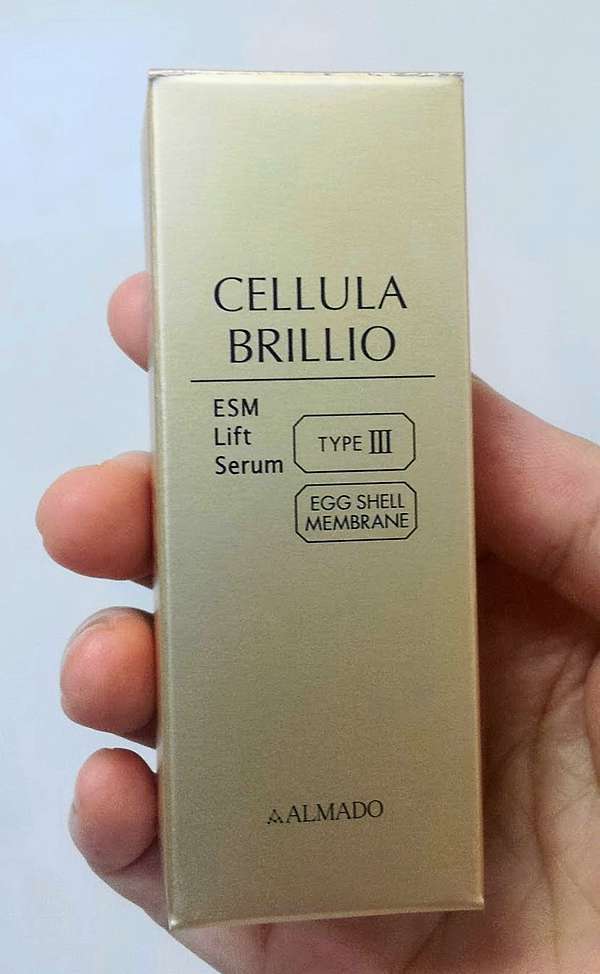 CELLULA
BRILLIO
ESM
Lift
Serum
TYPE III
EGG SHELL
MEMBRANE
ALMADO